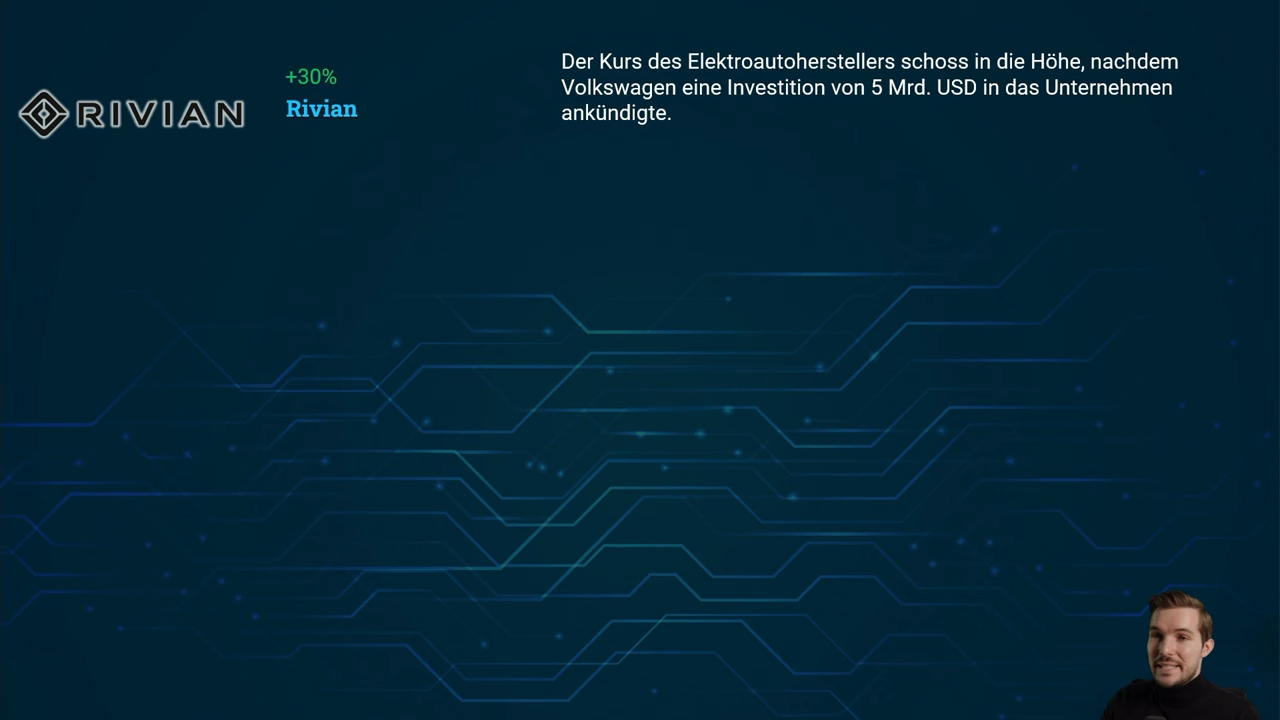 RIVIAN
+30%
Rivian
Der Kurs des Elektroautoherstellers schoss in die Höhe, nachdem
Volkswagen eine Investition von 5 Mrd. USD in das Unternehmen
ankündigte.